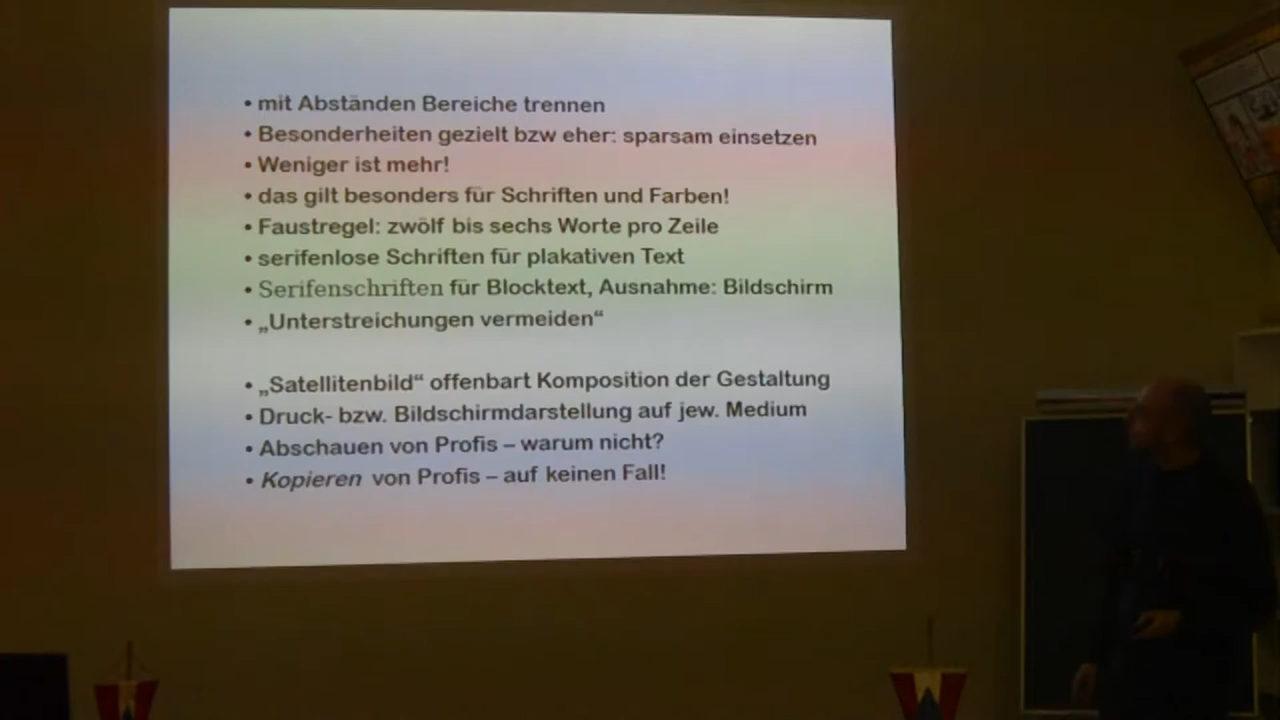 • mit Abständen Bereiche trennen
• Besonderheiten gezielt bzw eher: sparsam einsetzen
• Weniger ist mehr!
• das gilt besonders für Schriften und Farben!
• Faustregel: zwölf bis sechs Worte pro Zeile
• serifenlose Schriften für plakativen Text
• Serifenschriften für Blocktext, Ausnahme: Bildschirm
• „Unterstreichungen vermeiden“
• „Satellitenbild“ offenbart Komposition der Gestaltung
• Druck- bzw. Bildschirmdarstellung auf jew. Medium
• Abschauen von Profis – warum nicht?
• Kopieren von Profis – auf keinen Fall!